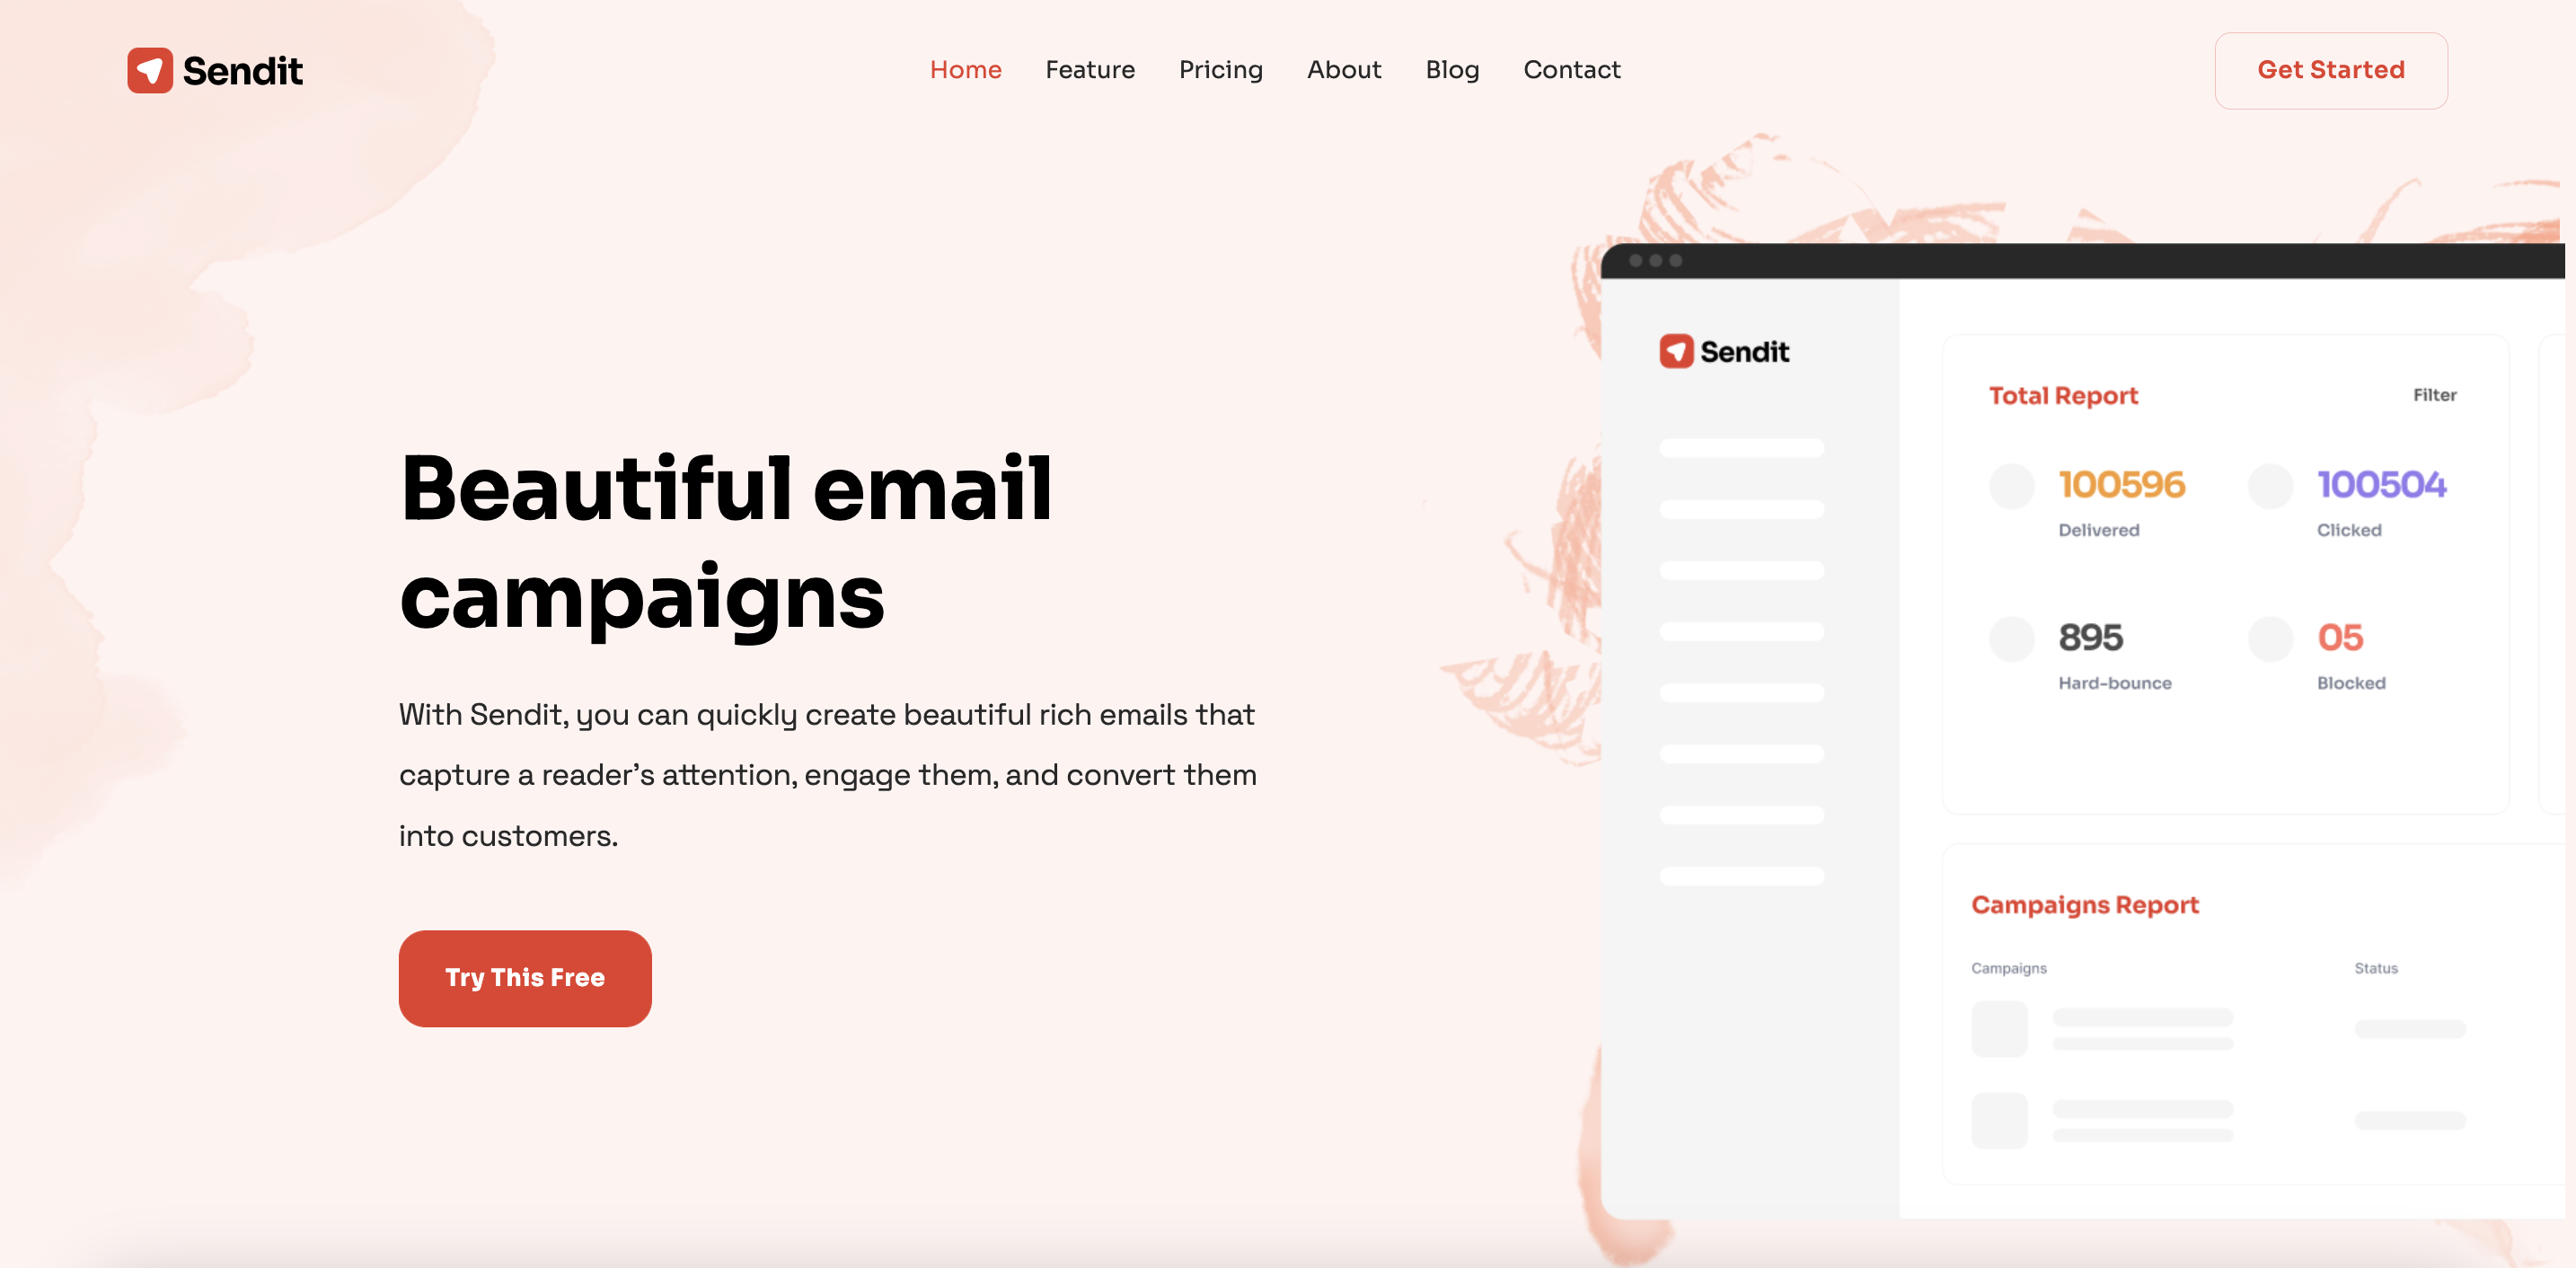 Sendit
Home Feature Pricing About Blog Contact
Get Started
Beautiful email
campaigns
With Sendit, you can quickly create beautiful rich emails that
capture a reader’s attention, engage them, and convert them
into customers.
Try This Free
Sendit
Total Report Filter
100596 100504
Delivered Clicked
895 05
Hard-bounce Blocked
Campaigns Report
Campaigns Status